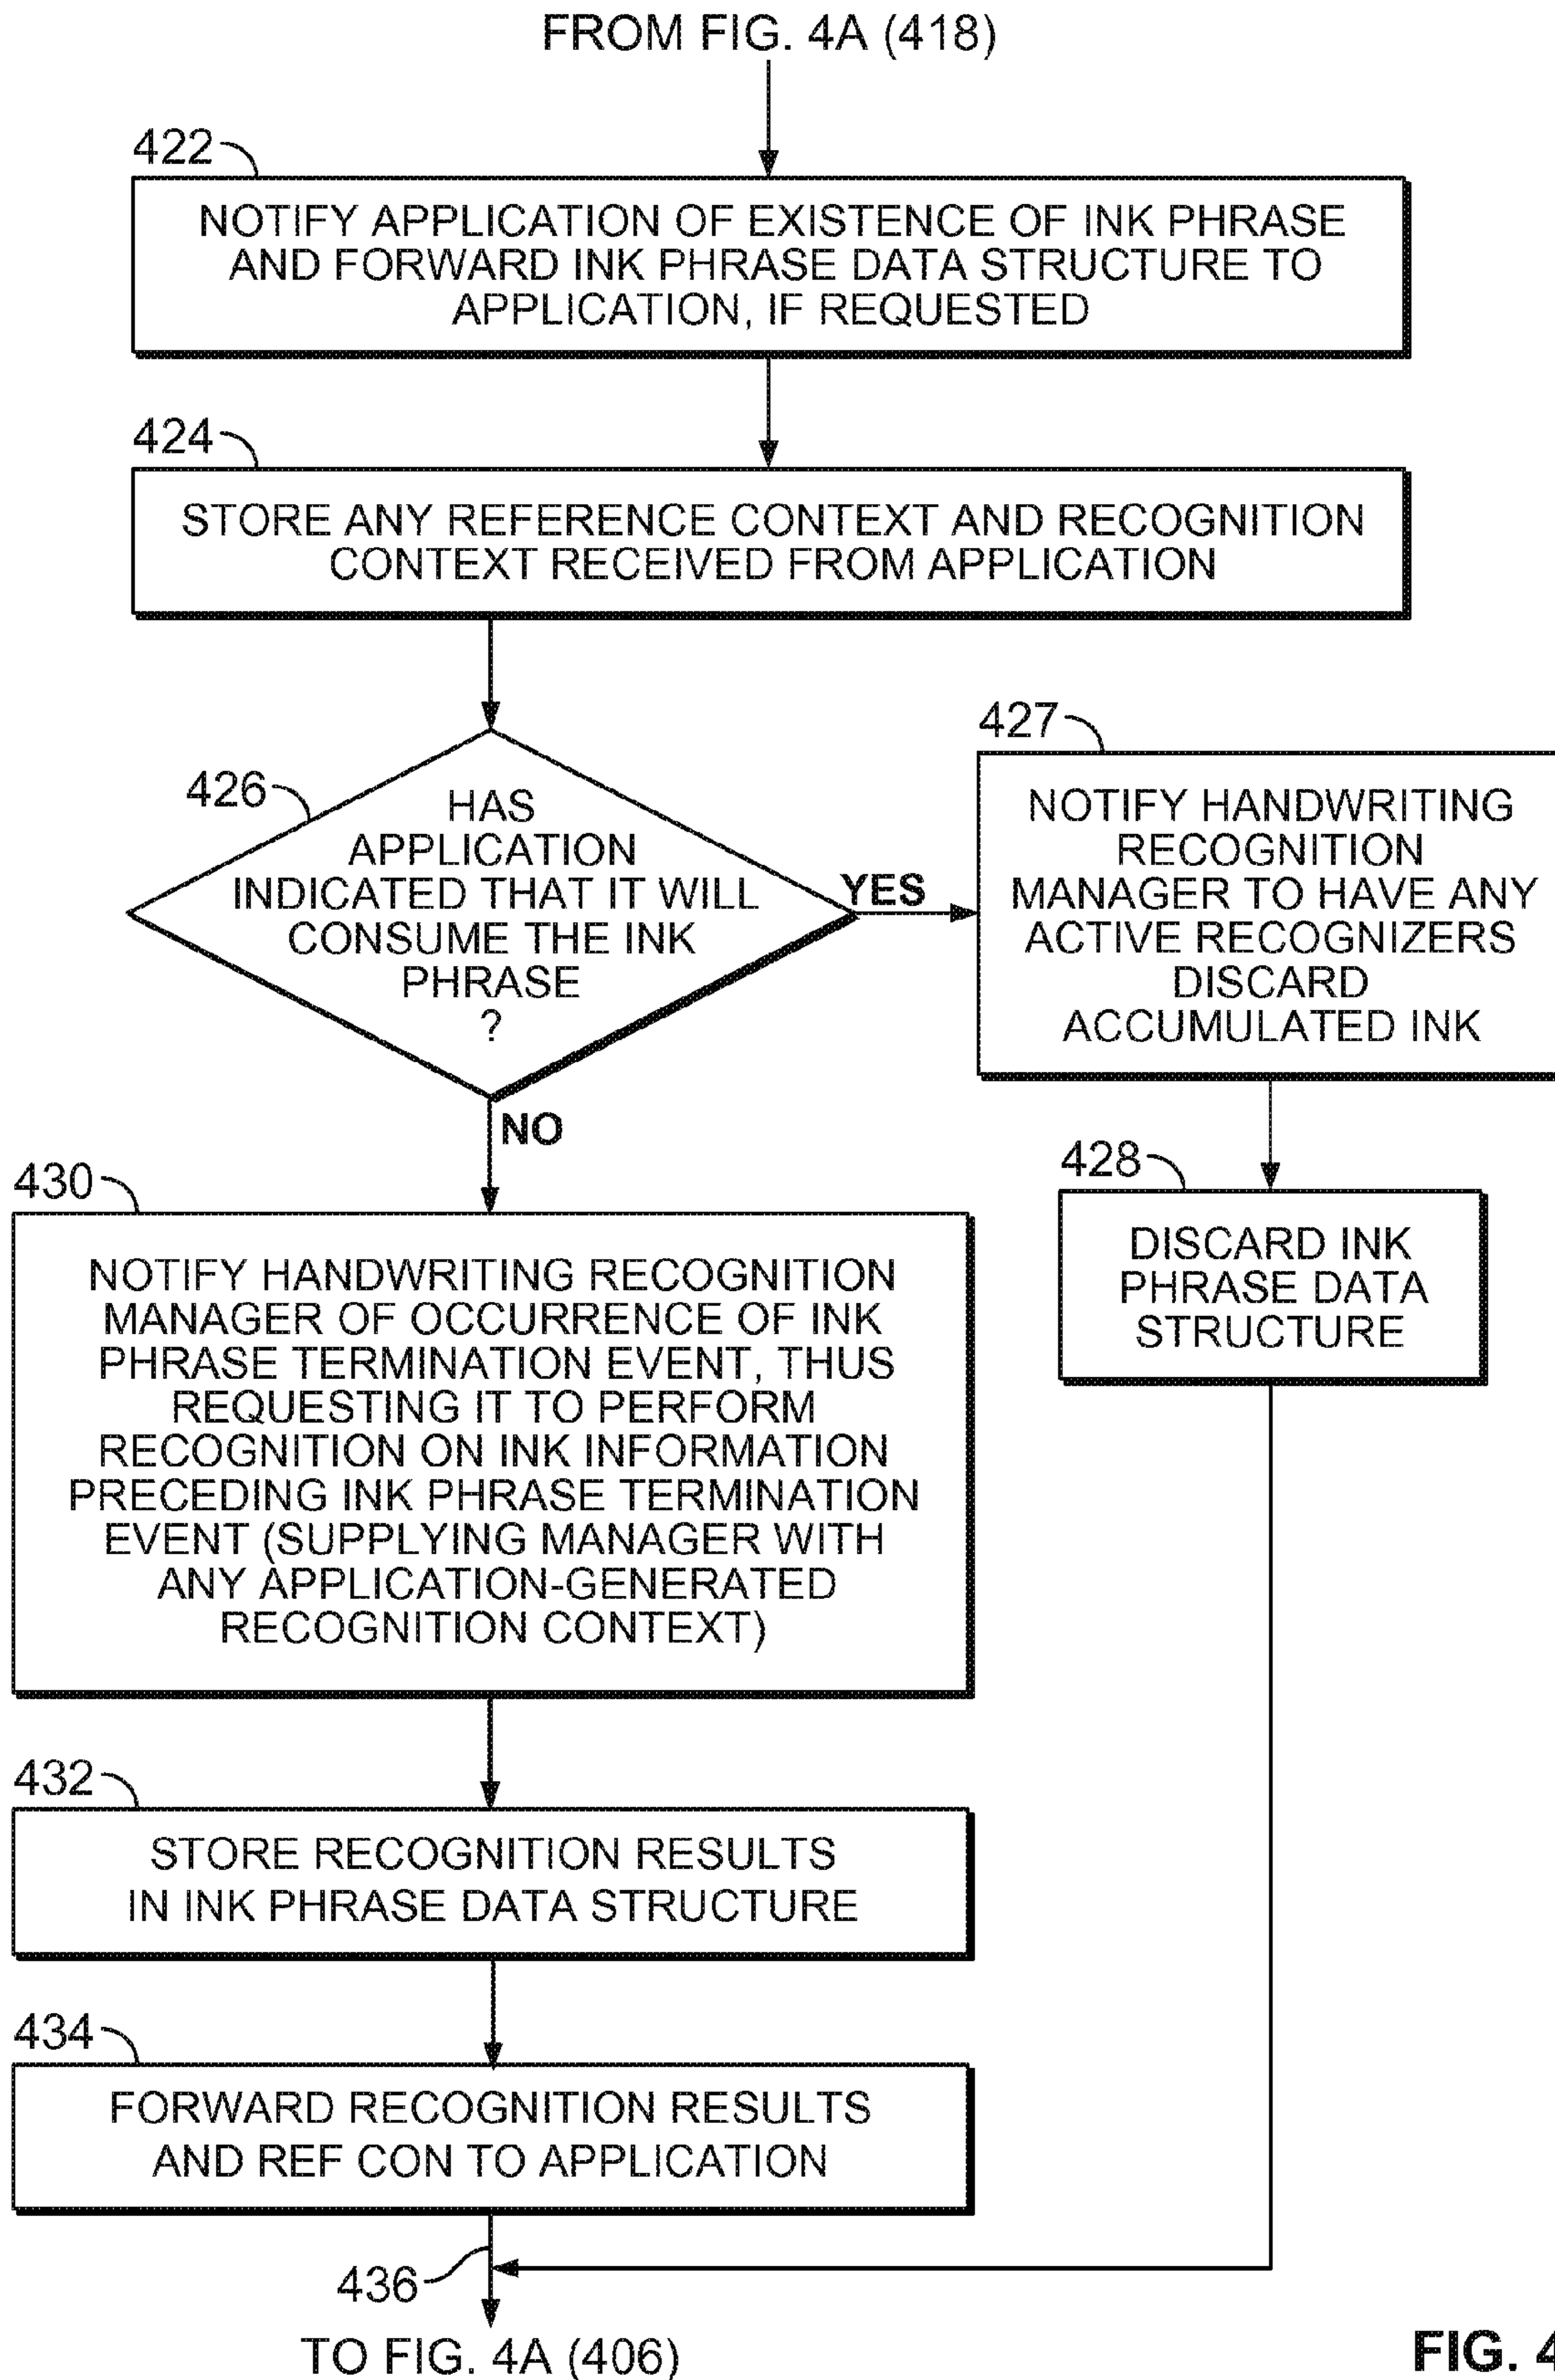 FROM FIG. 4A (418)
422
NOTIFY APPLICATION OF EXISTENCE OF INK PHRASE
AND FORWARD INK PHRASE DATA STRUCTURE TO
APPLICATION, IF REQUESTED
424
STORE ANY REFERENCE CONTEXT AND RECOGNITION
CONTEXT RECEIVED FROM APPLICATION
426
HAS
APPLICATION
INDICATED THAT IT WILL
CONSUME THE INK
PHRASE
?
YES
427
NOTIFY HANDWRITING
RECOGNITION
MANAGER TO HAVE ANY
ACTIVE RECOGNIZERS
DISCARD
ACCUMULATED INK
NO
428
DISCARD INK
PHRASE DATA
STRUCTURE
430
NOTIFY HANDWRITING RECOGNITION
MANAGER OF OCCURRENCE OF INK
PHRASE TERMINATION EVENT, THUS
REQUESTING IT TO PERFORM
RECOGNITION ON INK INFORMATION
PRECEDING INK PHRASE TERMINATION
EVENT (SUPPLYING MANAGER WITH
ANY APPLICATION-GENERATED
RECOGNITION CONTEXT)
432
STORE RECOGNITION RESULTS
IN INK PHRASE DATA STRUCTURE
434
FORWARD RECOGNITION RESULTS
AND REF CON TO APPLICATION
436
TO FIG. 4A (406)
FIG. 4